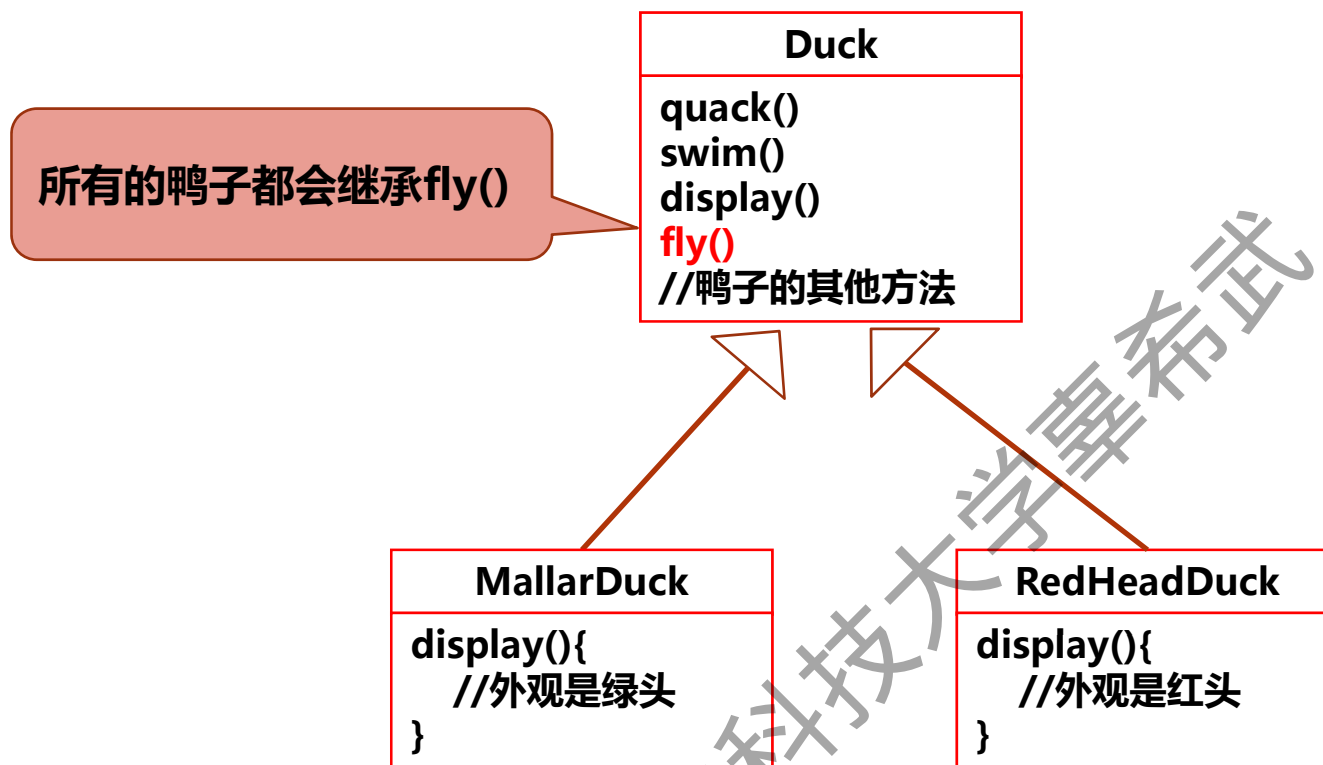 Duck
quack()
swim()
display()
fly()
//鸭子的其他方法
所有的鸭子都会继承fly()
MallarDuck
display(){
//外观是绿头
}
RedHeadDuck
display(){
//外观是红头
}
科技大学辜希武